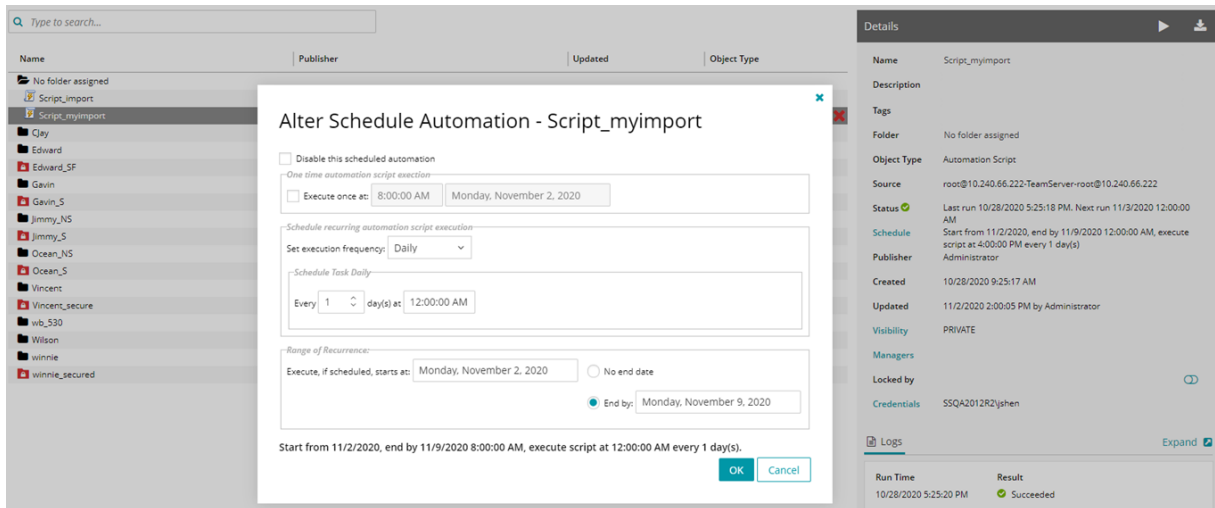 Type to search...
Details
Name Publisher Updated Object Type
No folder assigned
Script_import
Script_myimport
CJay
Edward
Edward_SF
Gavin
Gavin_S
Jimmy_NS
Jimmy_S
Ocean_NS
Ocean_S
Vincent
Vincent_secure
wb_530
Wilson
winnie
winnie_secured
Alter Schedule Automation - Script_myimport
Disable this scheduled automation
One time automation script exection
Execute once at: 8:00:00 AM Monday, November 2, 2020
Schedule recurring automation script execution
Set execution frequency: Daily
Schedule Task Daily
Every 1 day(s) at 12:00:00 AM
Range of Recurrence:
Execute, if scheduled, starts at: Monday, November 2, 2020 No end date
End by: Monday, November 9, 2020
Start from 11/2/2020, end by 11/9/2020 8:00:00 AM, execute script at 12:00:00 AM every 1 day(s).
OK Cancel
Name Script_myimport
Description
Tags
Folder No folder assigned
Object Type Automation Script
Source root@10.240.66.222-TeamServer-root@10.240.66.222
Status Last run 10/28/2020 5:25:18 PM. Next run 11/3/2020 12:00:00
AM
Schedule Start from 11/2/2020, end by 11/9/2020 12:00:00 AM, execute
script at 4:00:00 PM every 1 day(s)
Publisher Administrator
Created 10/28/2020 9:25:17 AM
Updated 11/2/2020 2:00:05 PM by Administrator
Visibility PRIVATE
Managers
Locked by
Credentials SSQA2012R2\jshen
Logs Expand
Run Time Result
10/28/2020 5:25:20 PM Succeeded